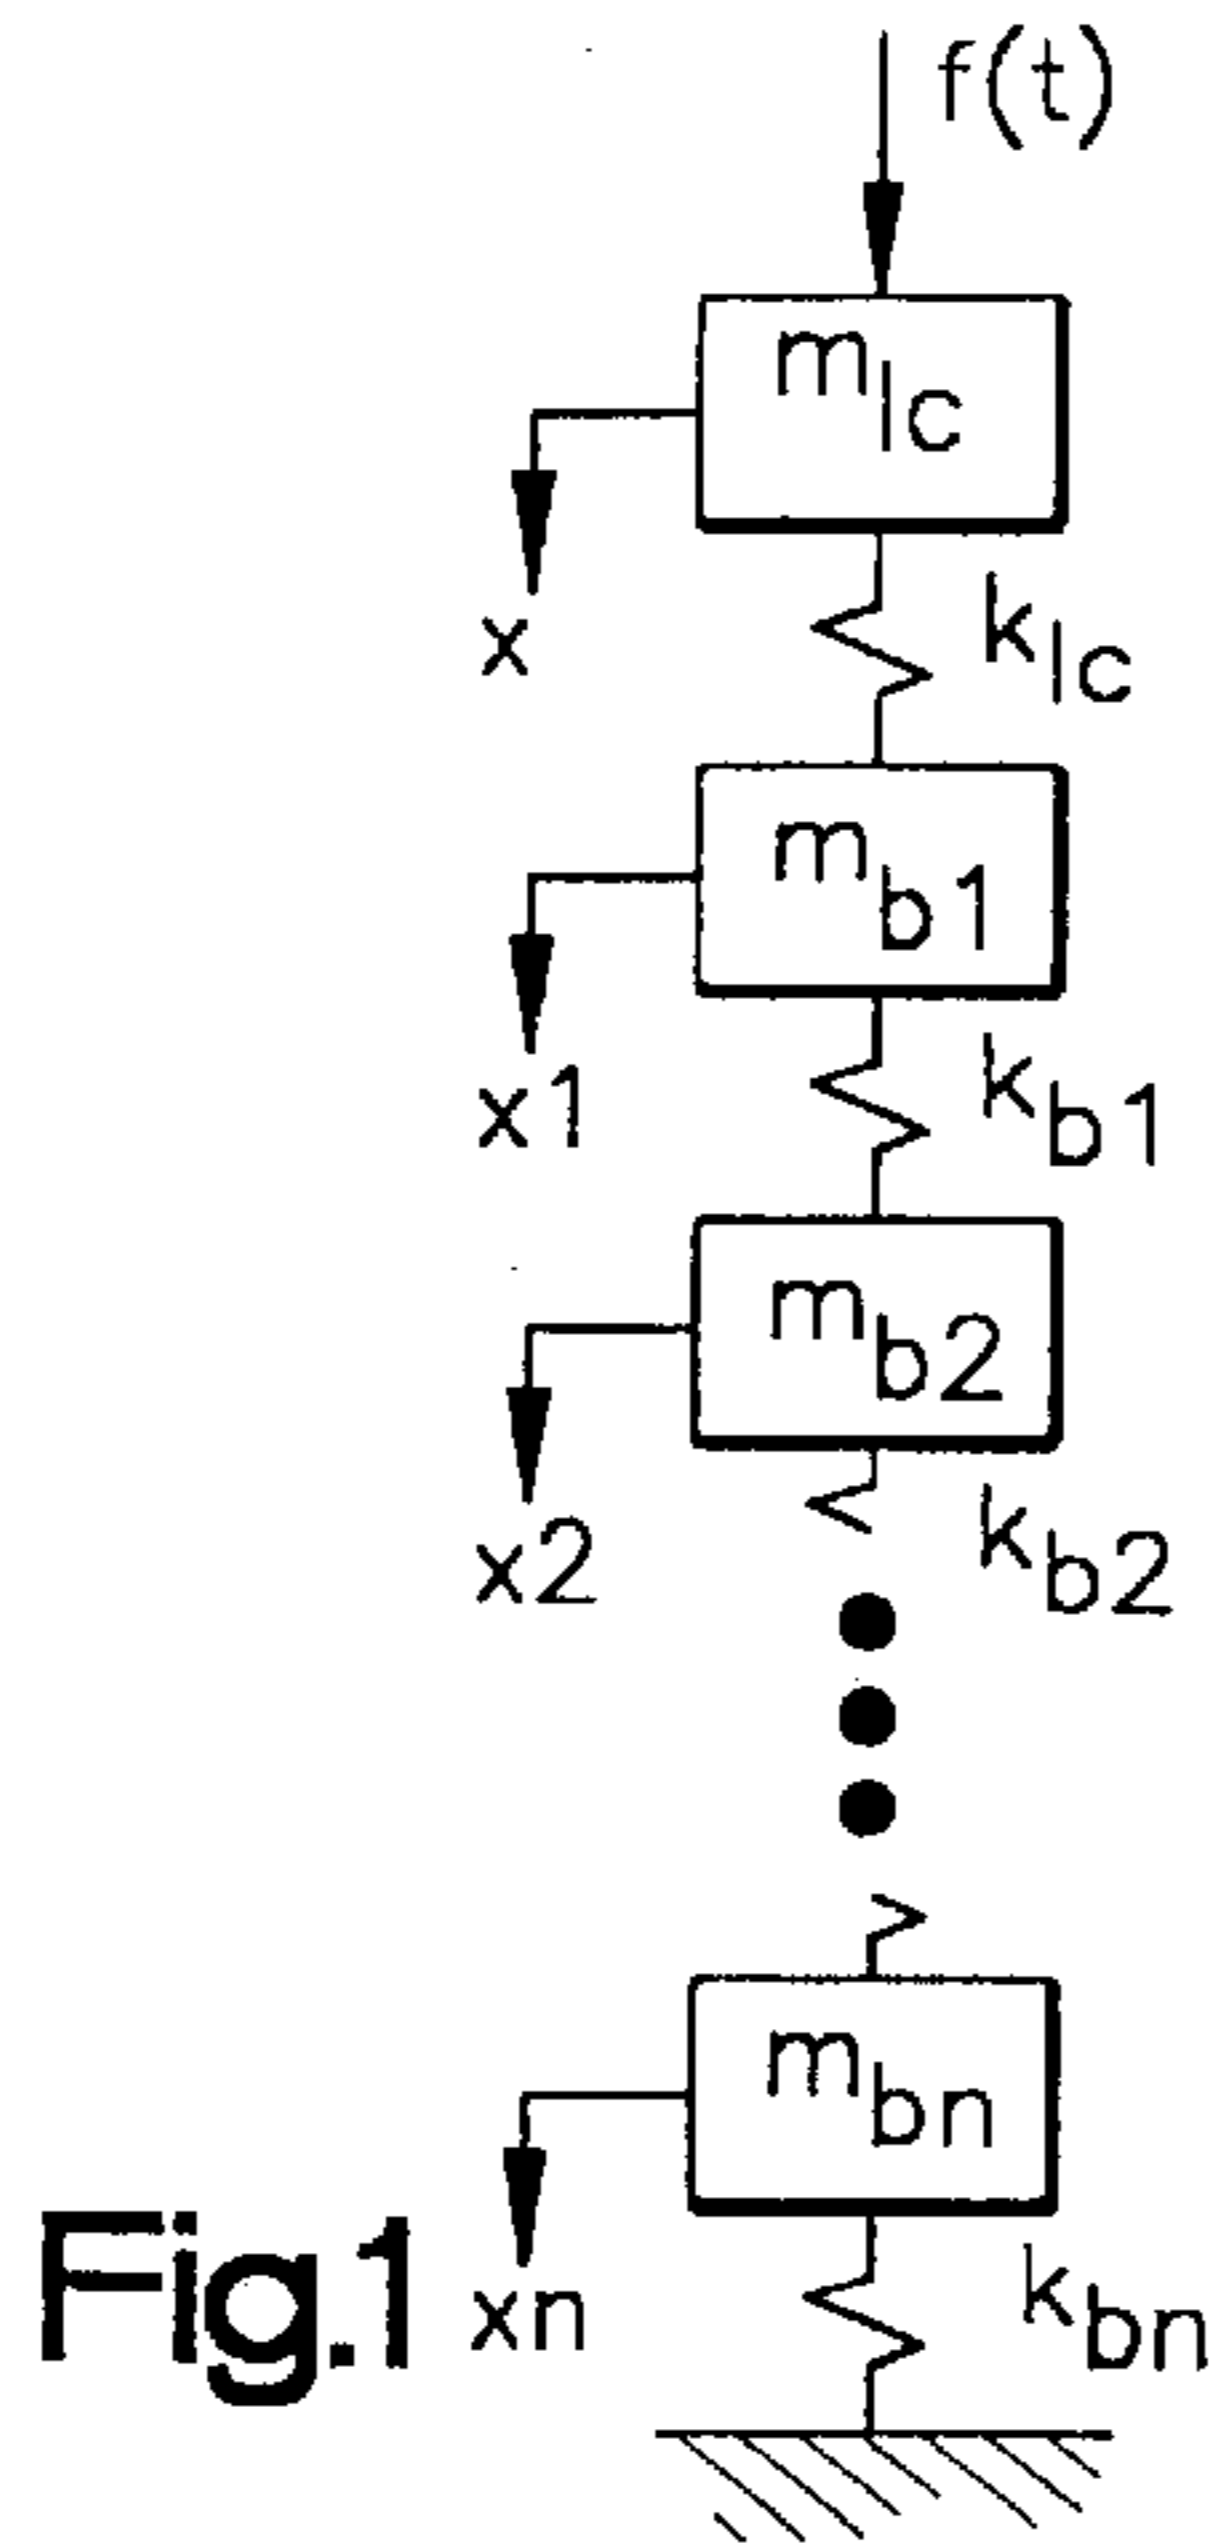 f(t)
m_lc
x
k_lc
m_b1
x1
k_b1
m_b2
x2
k_b2
m_bn
xn
k_bn
Fig.1